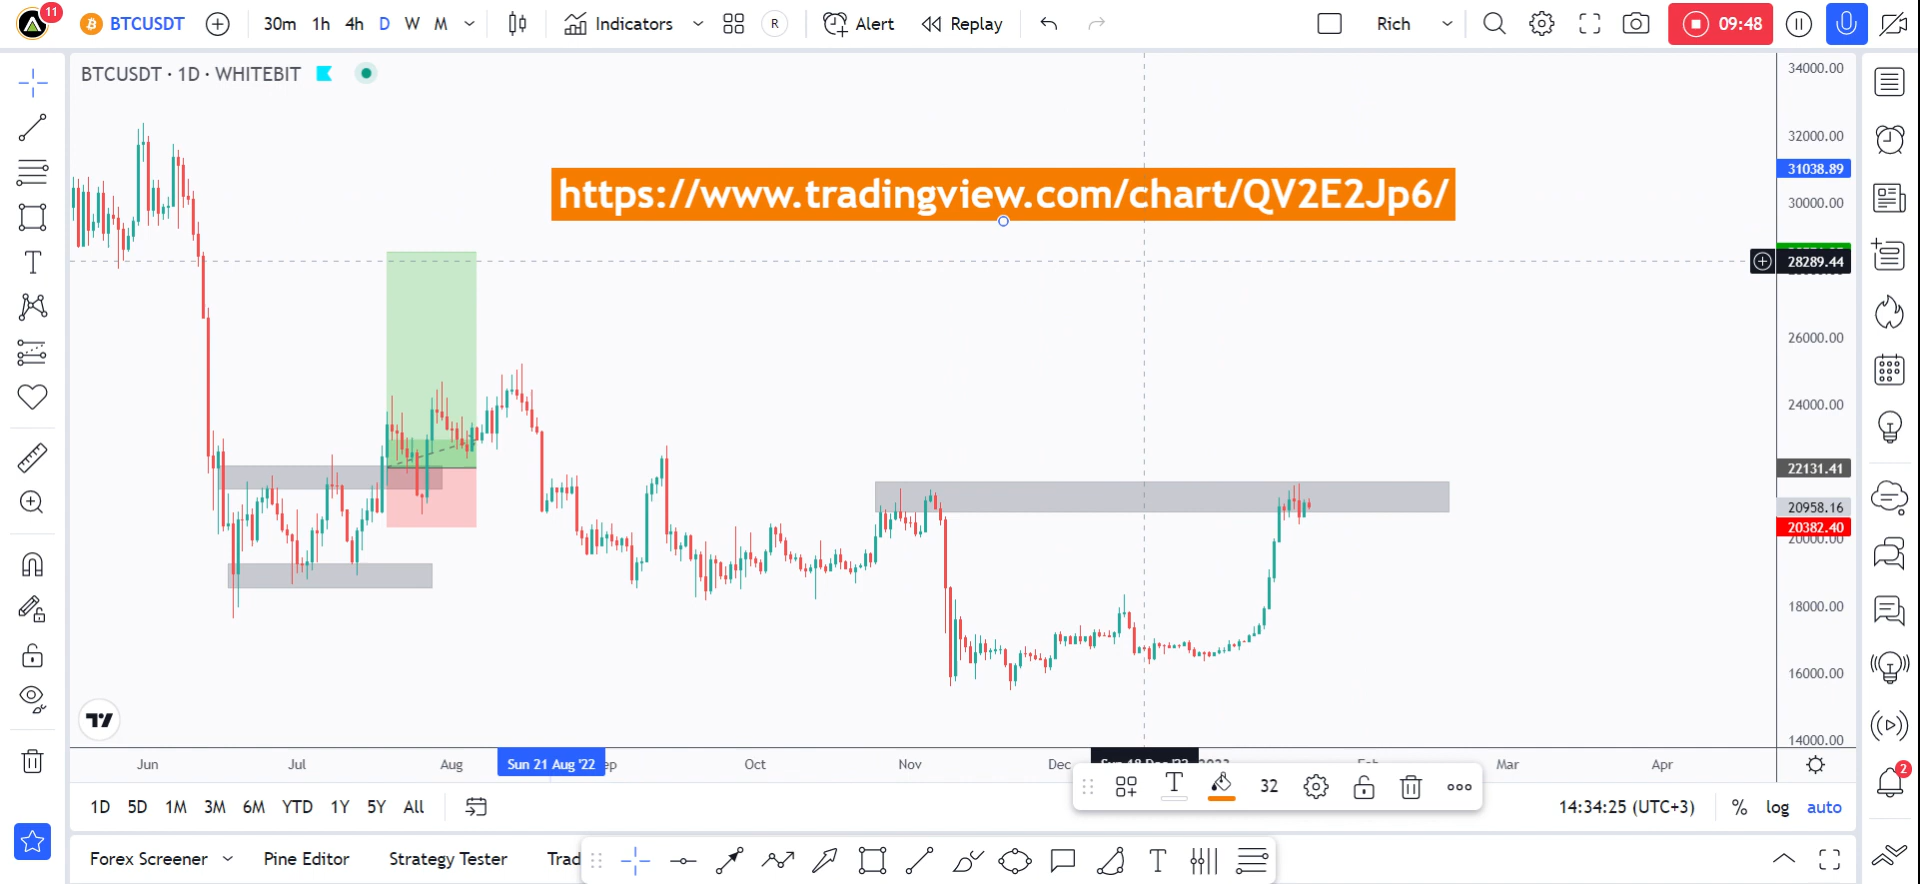 11
BTCUSDT
30m 1h 4h D W M
Indicators
R
Alert
Replay
Rich
09:48
BTCUSDT · 1D · WHITEBIT
34000.00
32000.00
31038.89
30000.00
28289.44
26000.00
24000.00
22131.41
20958.16
20382.40
20000.00
18000.00
16000.00
14000.00
https://www.tradingview.com/chart/QV2E2Jp6/
Jun Jul Aug Sun 21 Aug '22 ep Oct Nov Dec Mar Apr
1D 5D 1M 3M 6M YTD 1Y 5Y All
32
14:34:25 (UTC+3) % log auto
2
Forex Screener Pine Editor Strategy Tester Trad